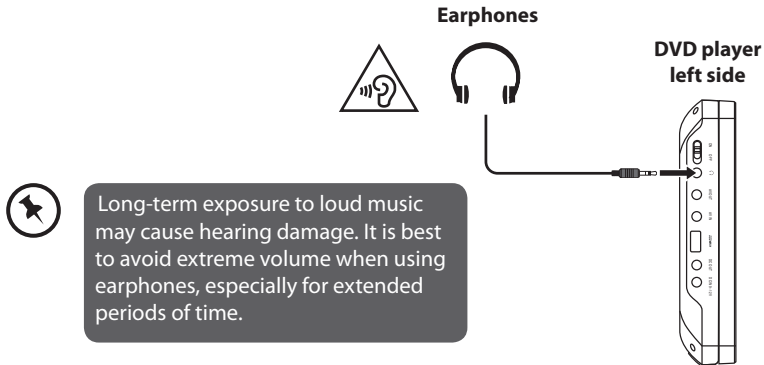 Earphones
DVD player
left side
Long-term exposure to loud music
may cause hearing damage. It is best
to avoid extreme volume when using
earphones, especially for extended
periods of time.